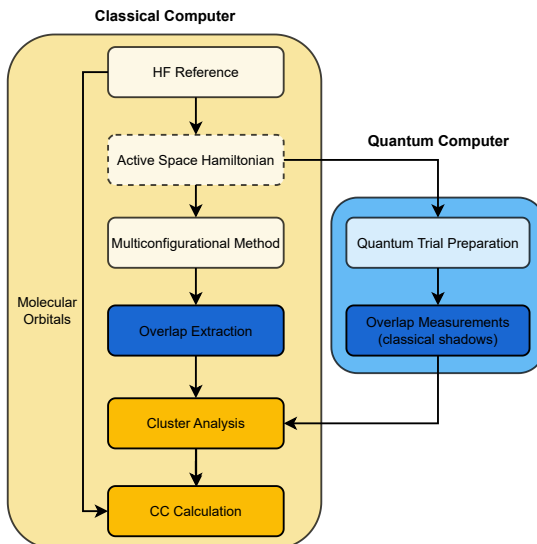 Classical Computer
HF Reference
Active Space Hamiltonian
Quantum Computer
Multiconfigurational Method
Quantum Trial Preparation
Molecular
Orbitals
Overlap Extraction
Overlap Measurements
(classical shadows)
Cluster Analysis
CC Calculation